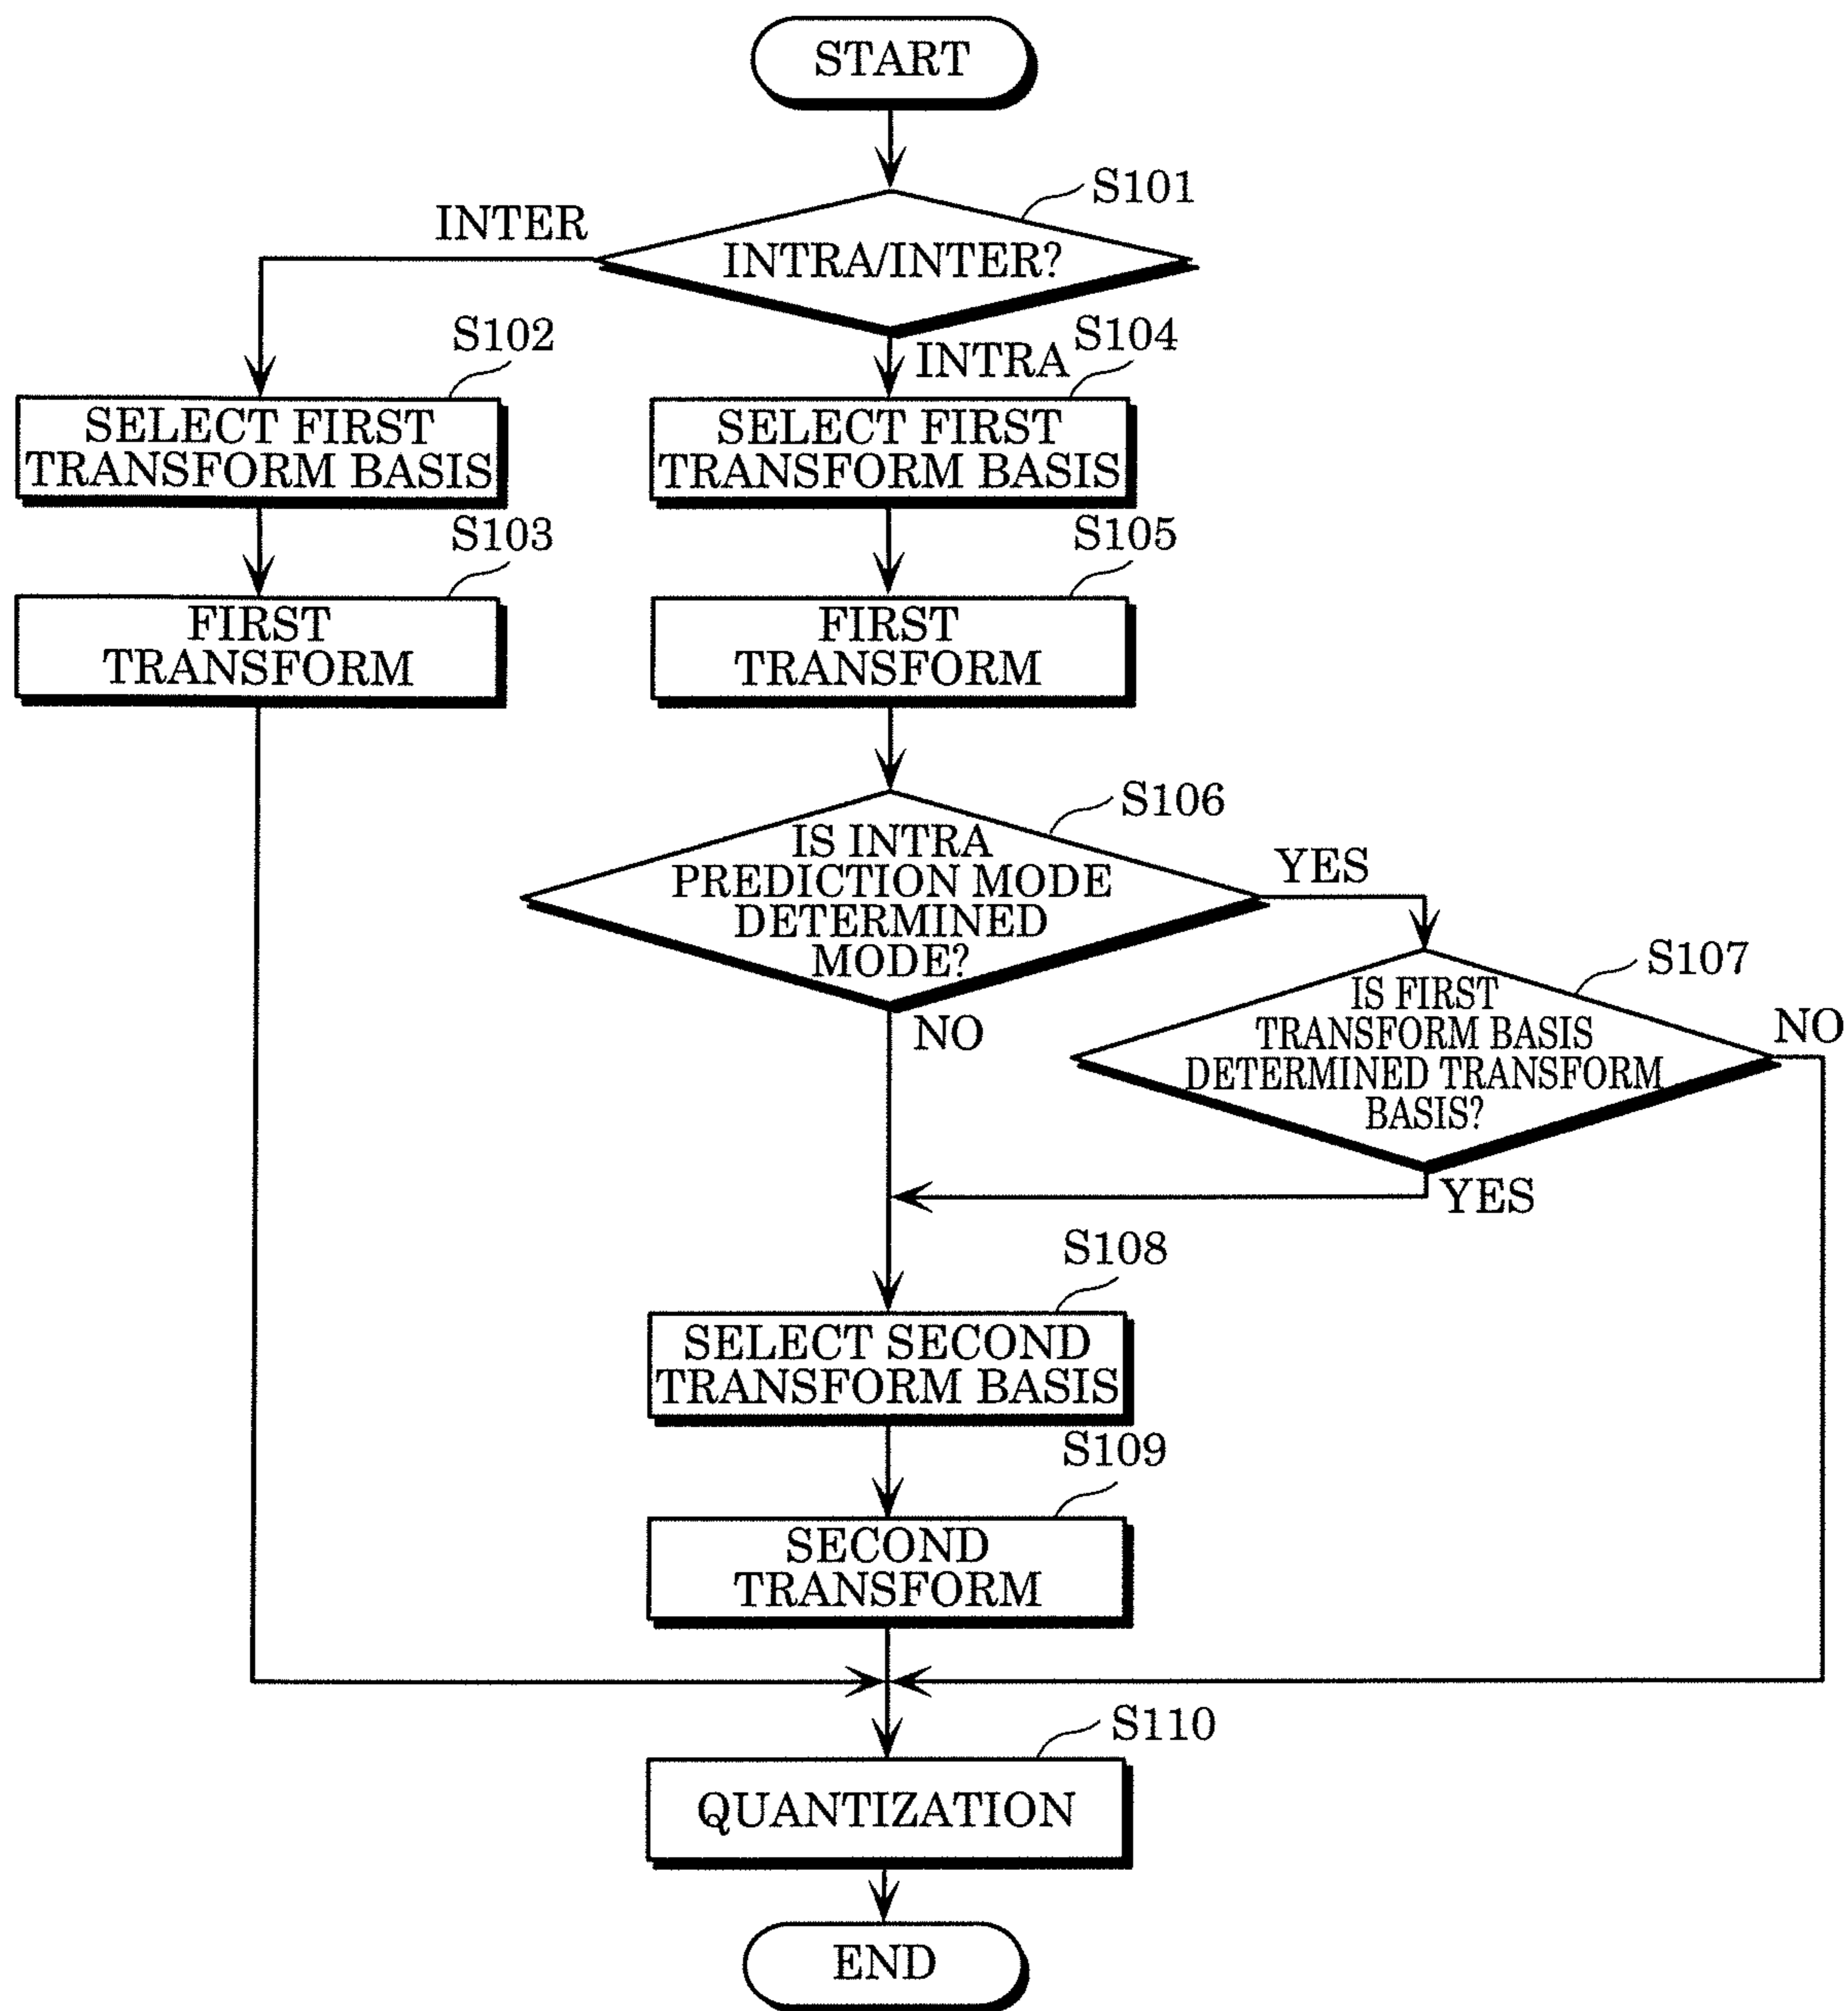 START
S101
INTER
INTRA/INTER?
S102
S104
INTRA
SELECT FIRST
TRANSFORM BASIS
SELECT FIRST
TRANSFORM BASIS
S103
S105
FIRST
TRANSFORM
FIRST
TRANSFORM
S106
IS INTRA
PREDICTION MODE
DETERMINED
MODE?
YES
NO
S107
IS FIRST
TRANSFORM BASIS
DETERMINED TRANSFORM
BASIS?
NO
YES
S108
SELECT SECOND
TRANSFORM BASIS
S109
SECOND
TRANSFORM
S110
QUANTIZATION
END